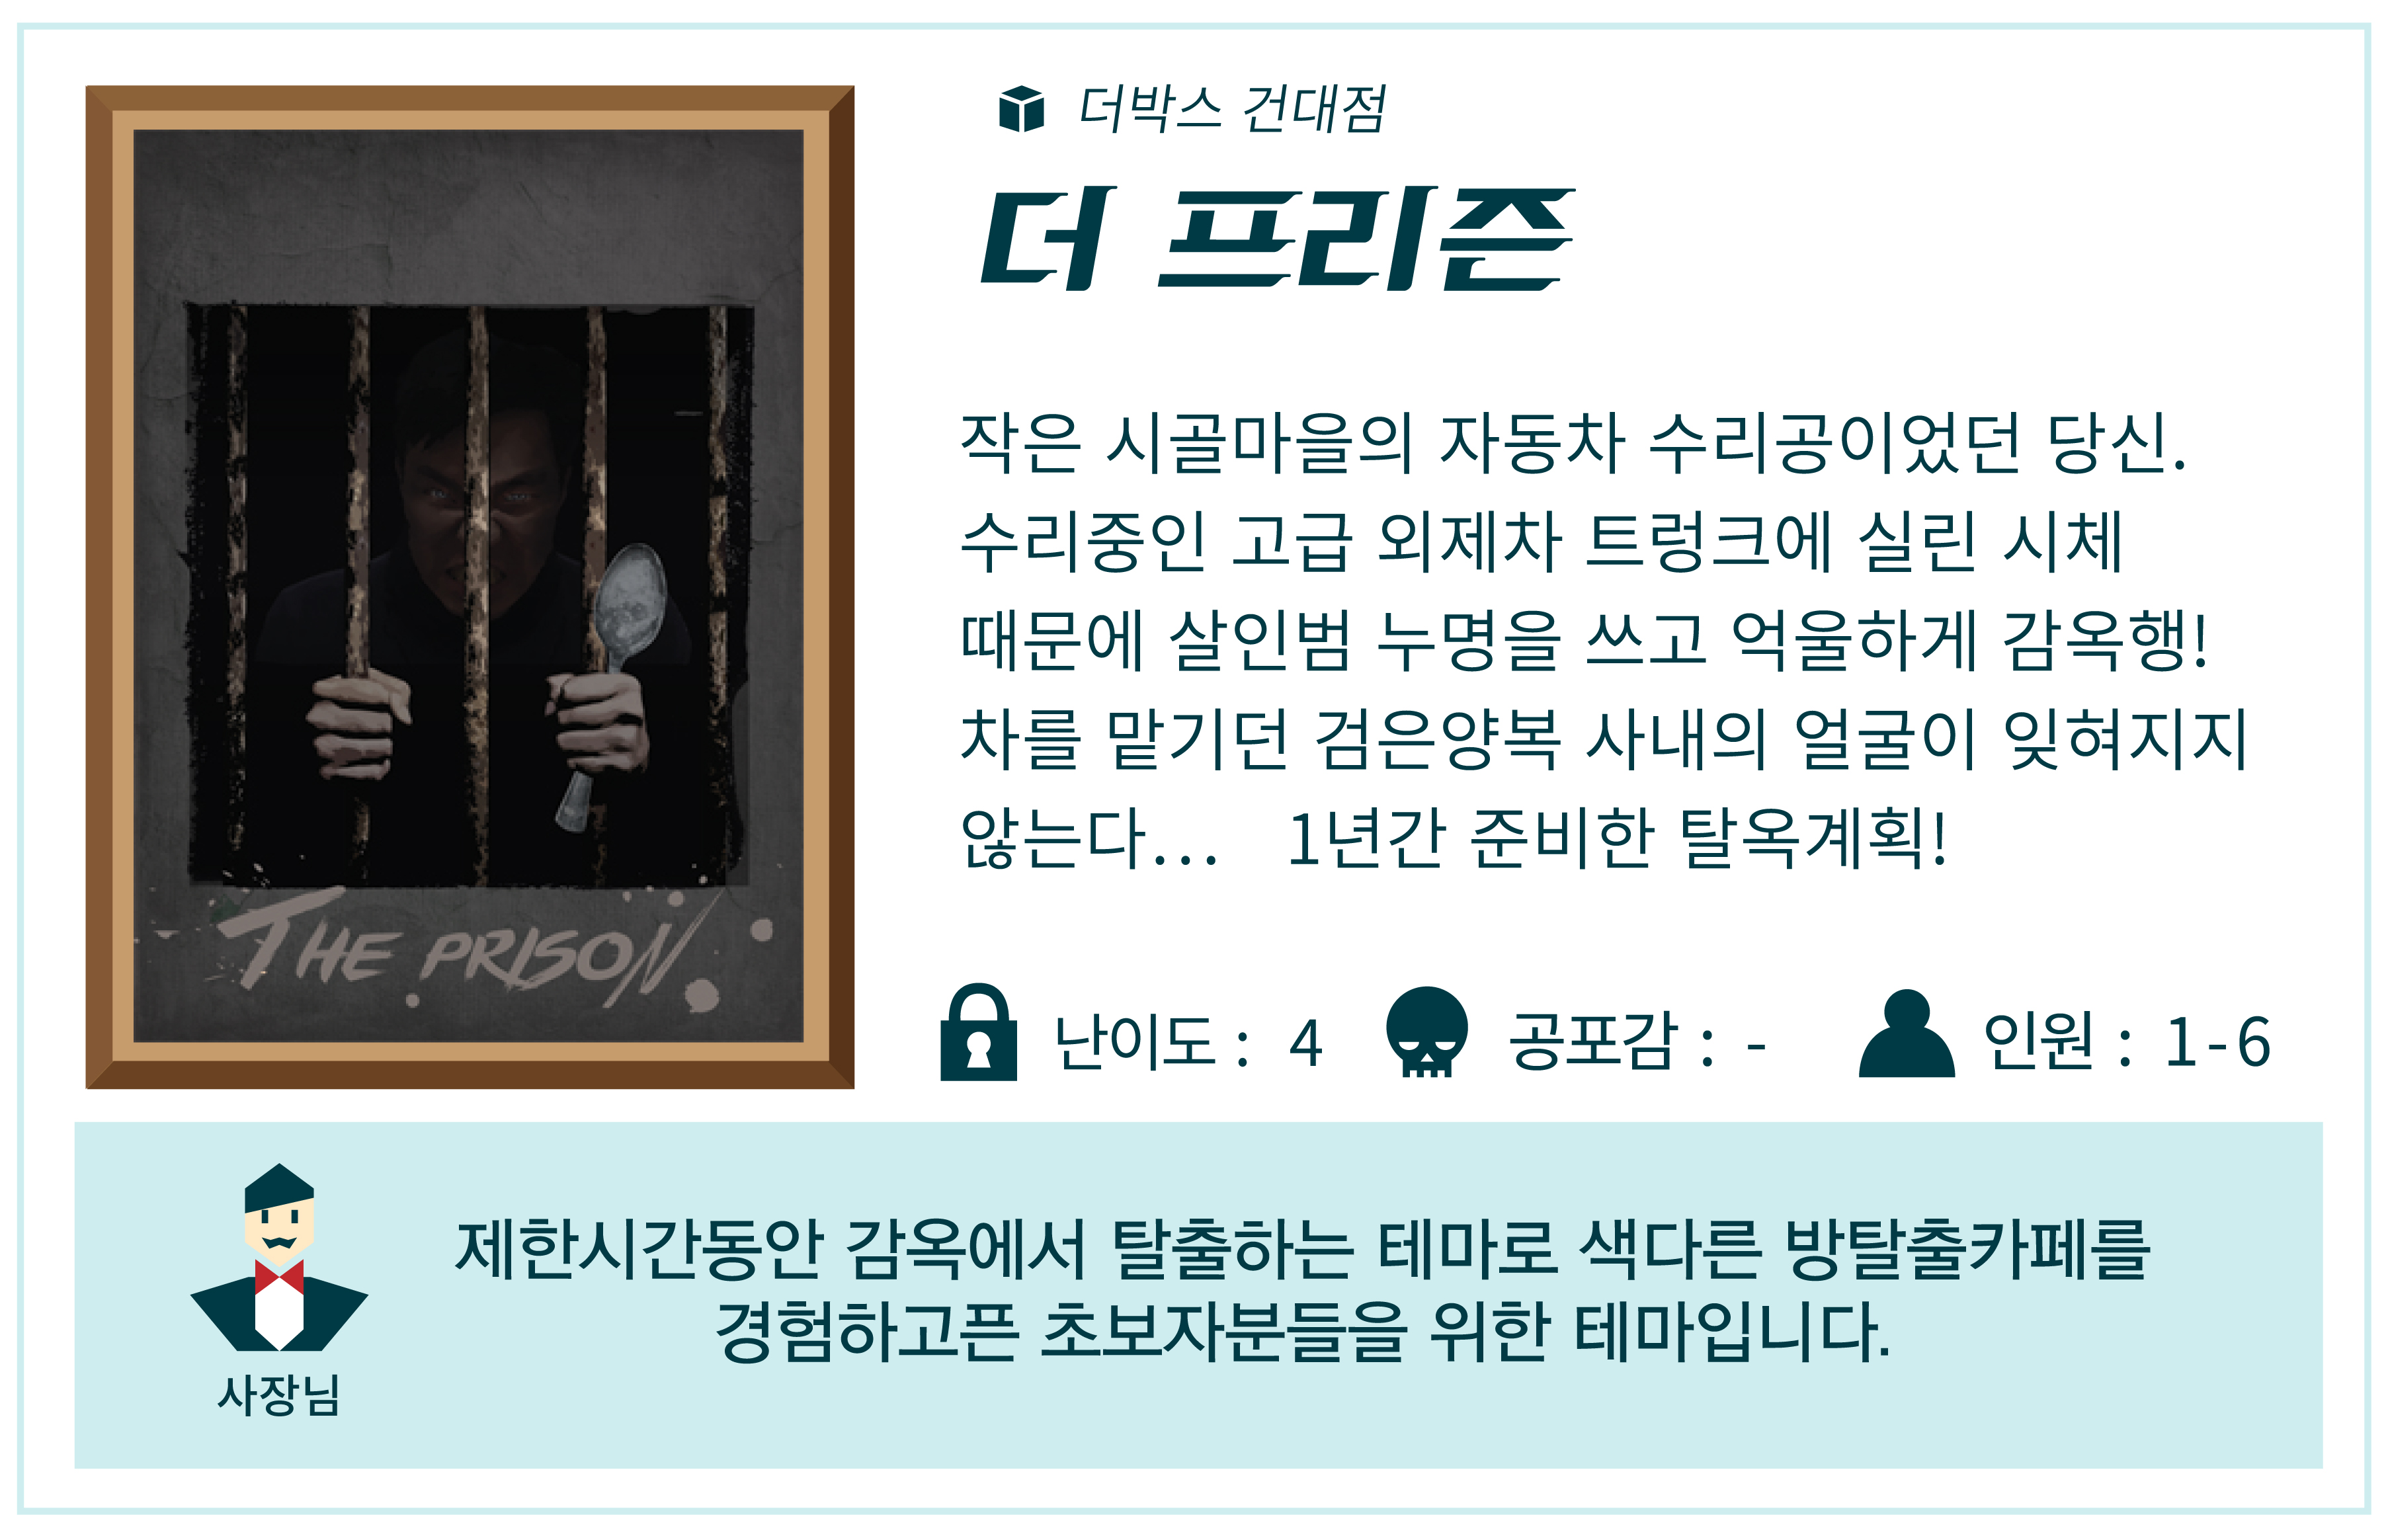 더박스 건대점
더 프리즌
작은 시골마을의 자동차 수리공이었던 당신.
수리중인 고급 외제차 트렁크에 실린 시체
때문에 살인범 누명을 쓰고 억울하게 감옥행!
차를 맡기던 검은양복 사내의 얼굴이 잊혀지지
않는다... 1년간 준비한 탈옥계획!
THE PRISON
난이도 : 4 공포감 : - 인원 : 1-6
제한시간동안 감옥에서 탈출하는 테마로 색다른 방탈출카페를
경험하고픈 초보자분들을 위한 테마입니다.
사장님